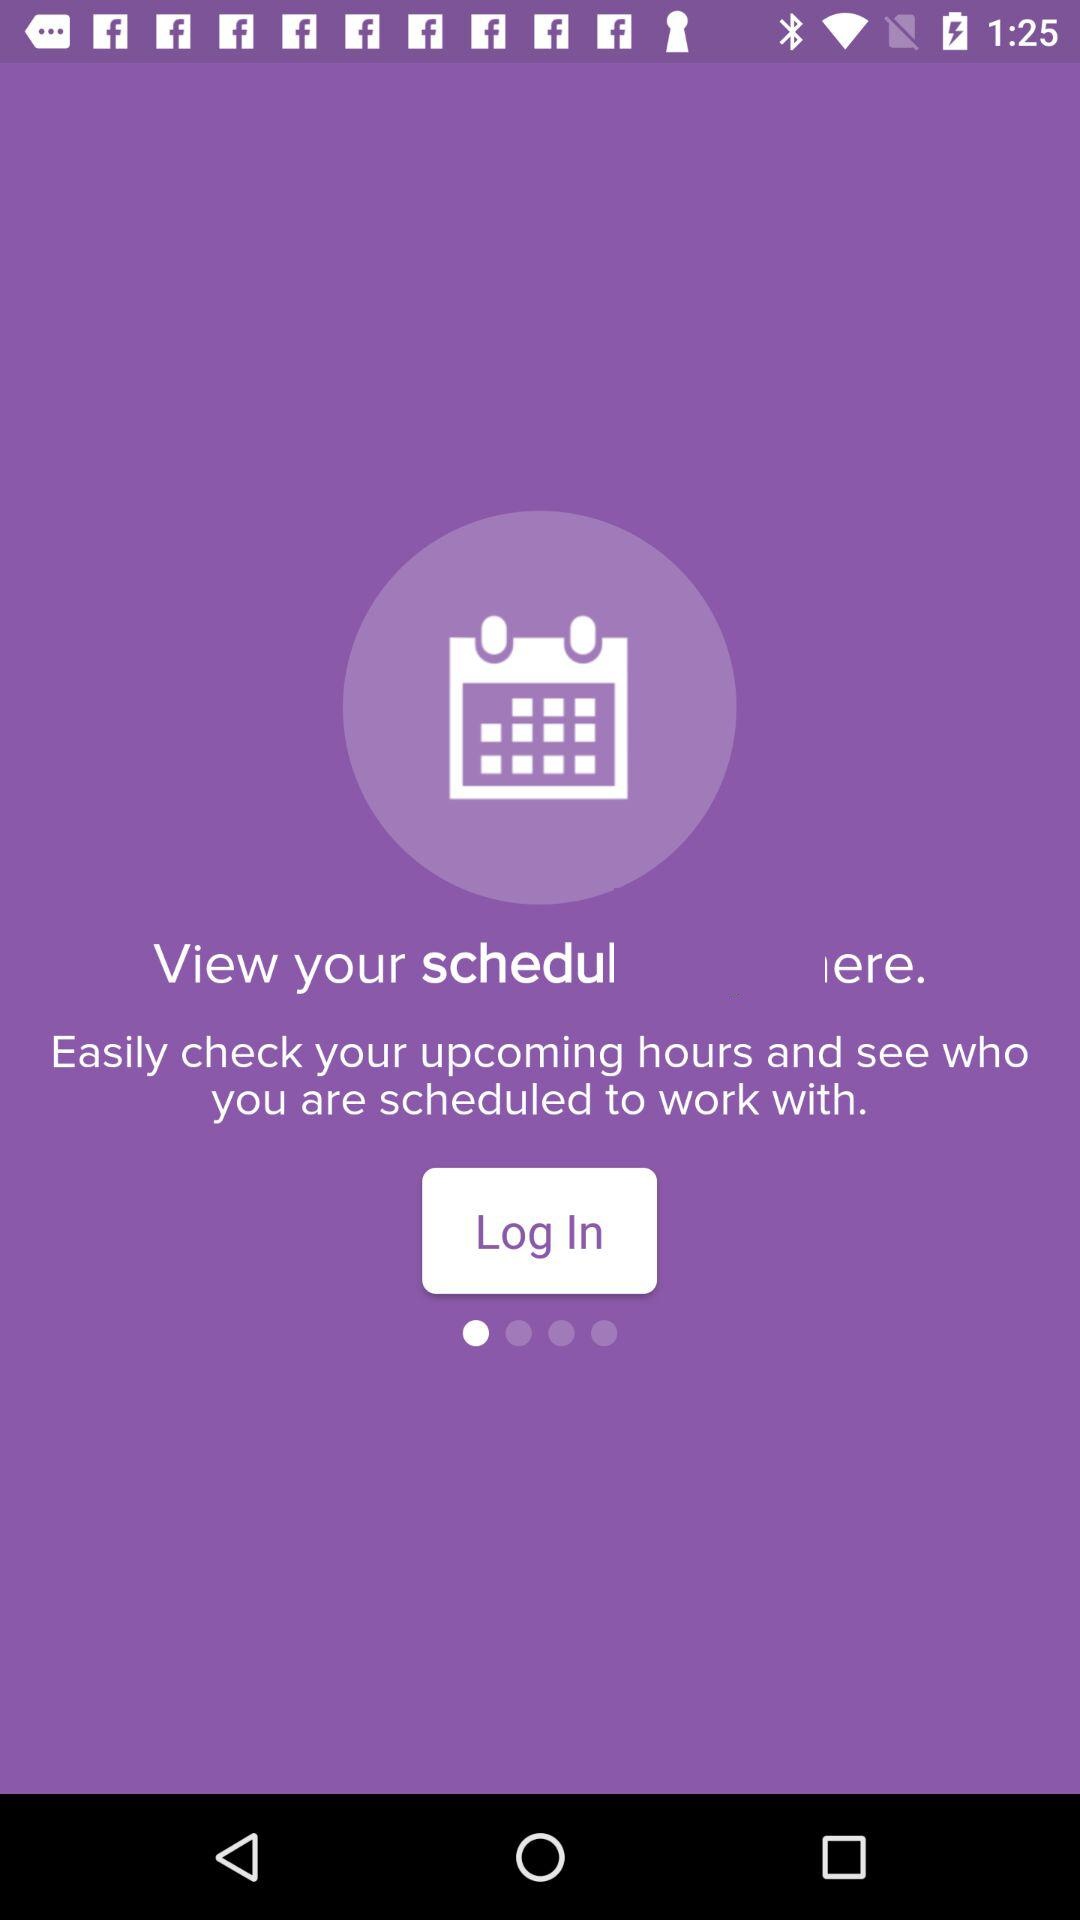 1:25
View your schedul ere.
Easily check your upcoming hours and see who
you are scheduled to work with.
Log In